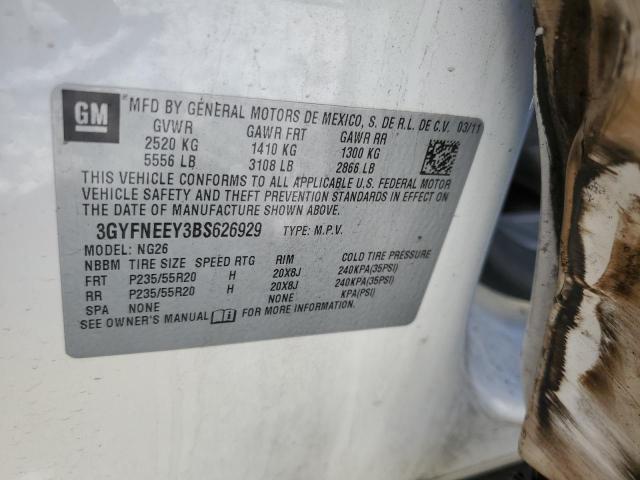 GM
MFD BY GENERAL MOTORS DE MEXICO, S. DE R.L. DE C.V. 03/11
GVWR GAWR FRT GAWR RR
2520 KG 1410 KG 1300 KG
5556 LB 3108 LB 2866 LB
THIS VEHICLE CONFORMS TO ALL APPLICABLE U.S. FEDERAL MOTOR
VEHICLE SAFETY AND THEFT PREVENTION STANDARDS IN EFFECT ON
THE DATE OF MANUFACTURE SHOWN ABOVE.
3GYFNEEY3BS626929 TYPE: M.P.V.
MODEL: NG26
NBBM TIRE SIZE SPEED RTG RIM COLD TIRE PRESSURE
FRT P235/55R20 H 20X8J 240KPA(35PSI)
RR P235/55R20 H 20X8J 240KPA(35PSI)
SPA NONE NONE KPA(PSI)
SEE OWNER'S MANUAL FOR MORE INFORMATION.